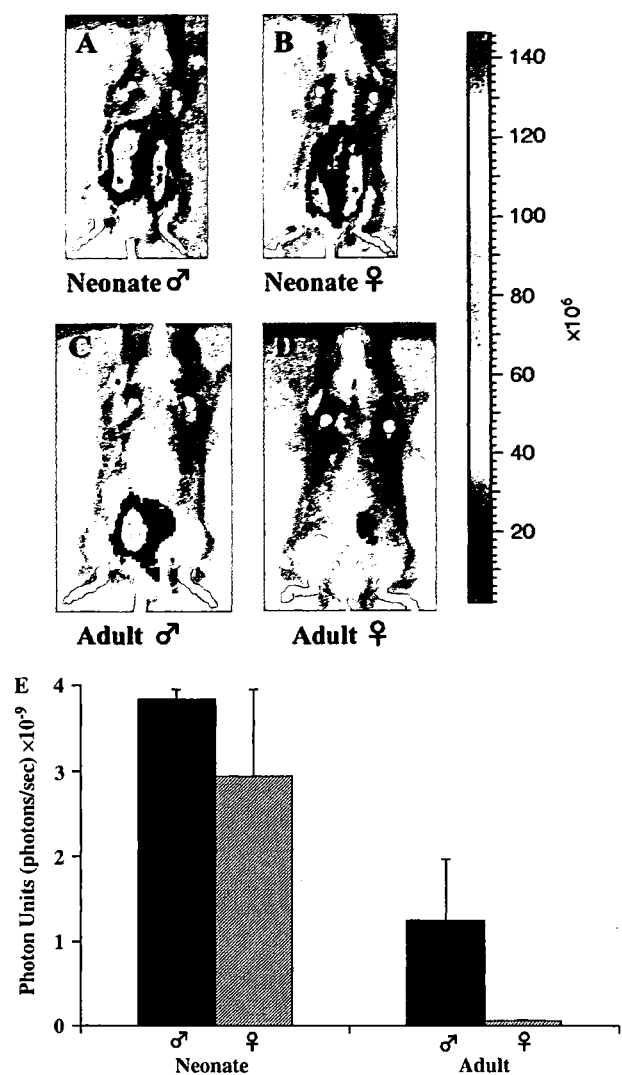 A
B
Neonate ♂
Neonate ♀
C
D
Adult ♂
Adult ♀
140
120
100
80
60
40
20
×10⁶
E
Photon Units (photons/sec) ×10⁻⁹
4
3
2
1
0
♂ ♀ ♂ ♀
Neonate Adult